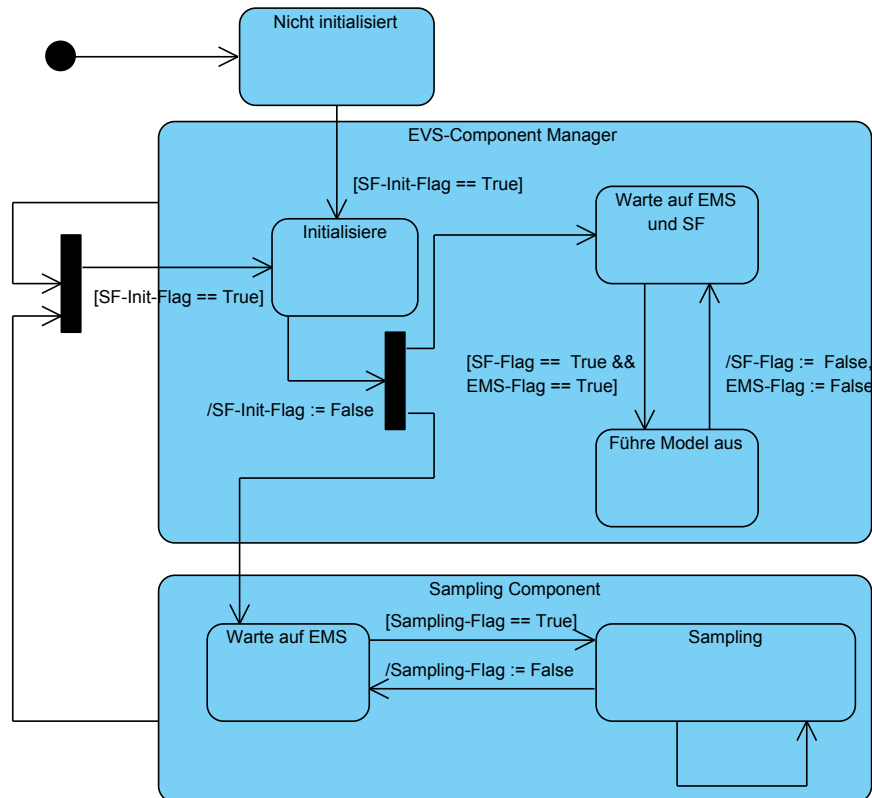 Nicht initialisiert
EVS-Component Manager
[SF-Init-Flag == True]
Warte auf EMS
und SF
Initialisiere
[SF-Init-Flag == True]
[SF-Flag == True &&
EMS-Flag == True]
/SF-Flag := False,
EMS-Flag := False
/SF-Init-Flag := False
Führe Model aus
Sampling Component
Warte auf EMS
[Sampling-Flag == True]
Sampling
/Sampling-Flag := False